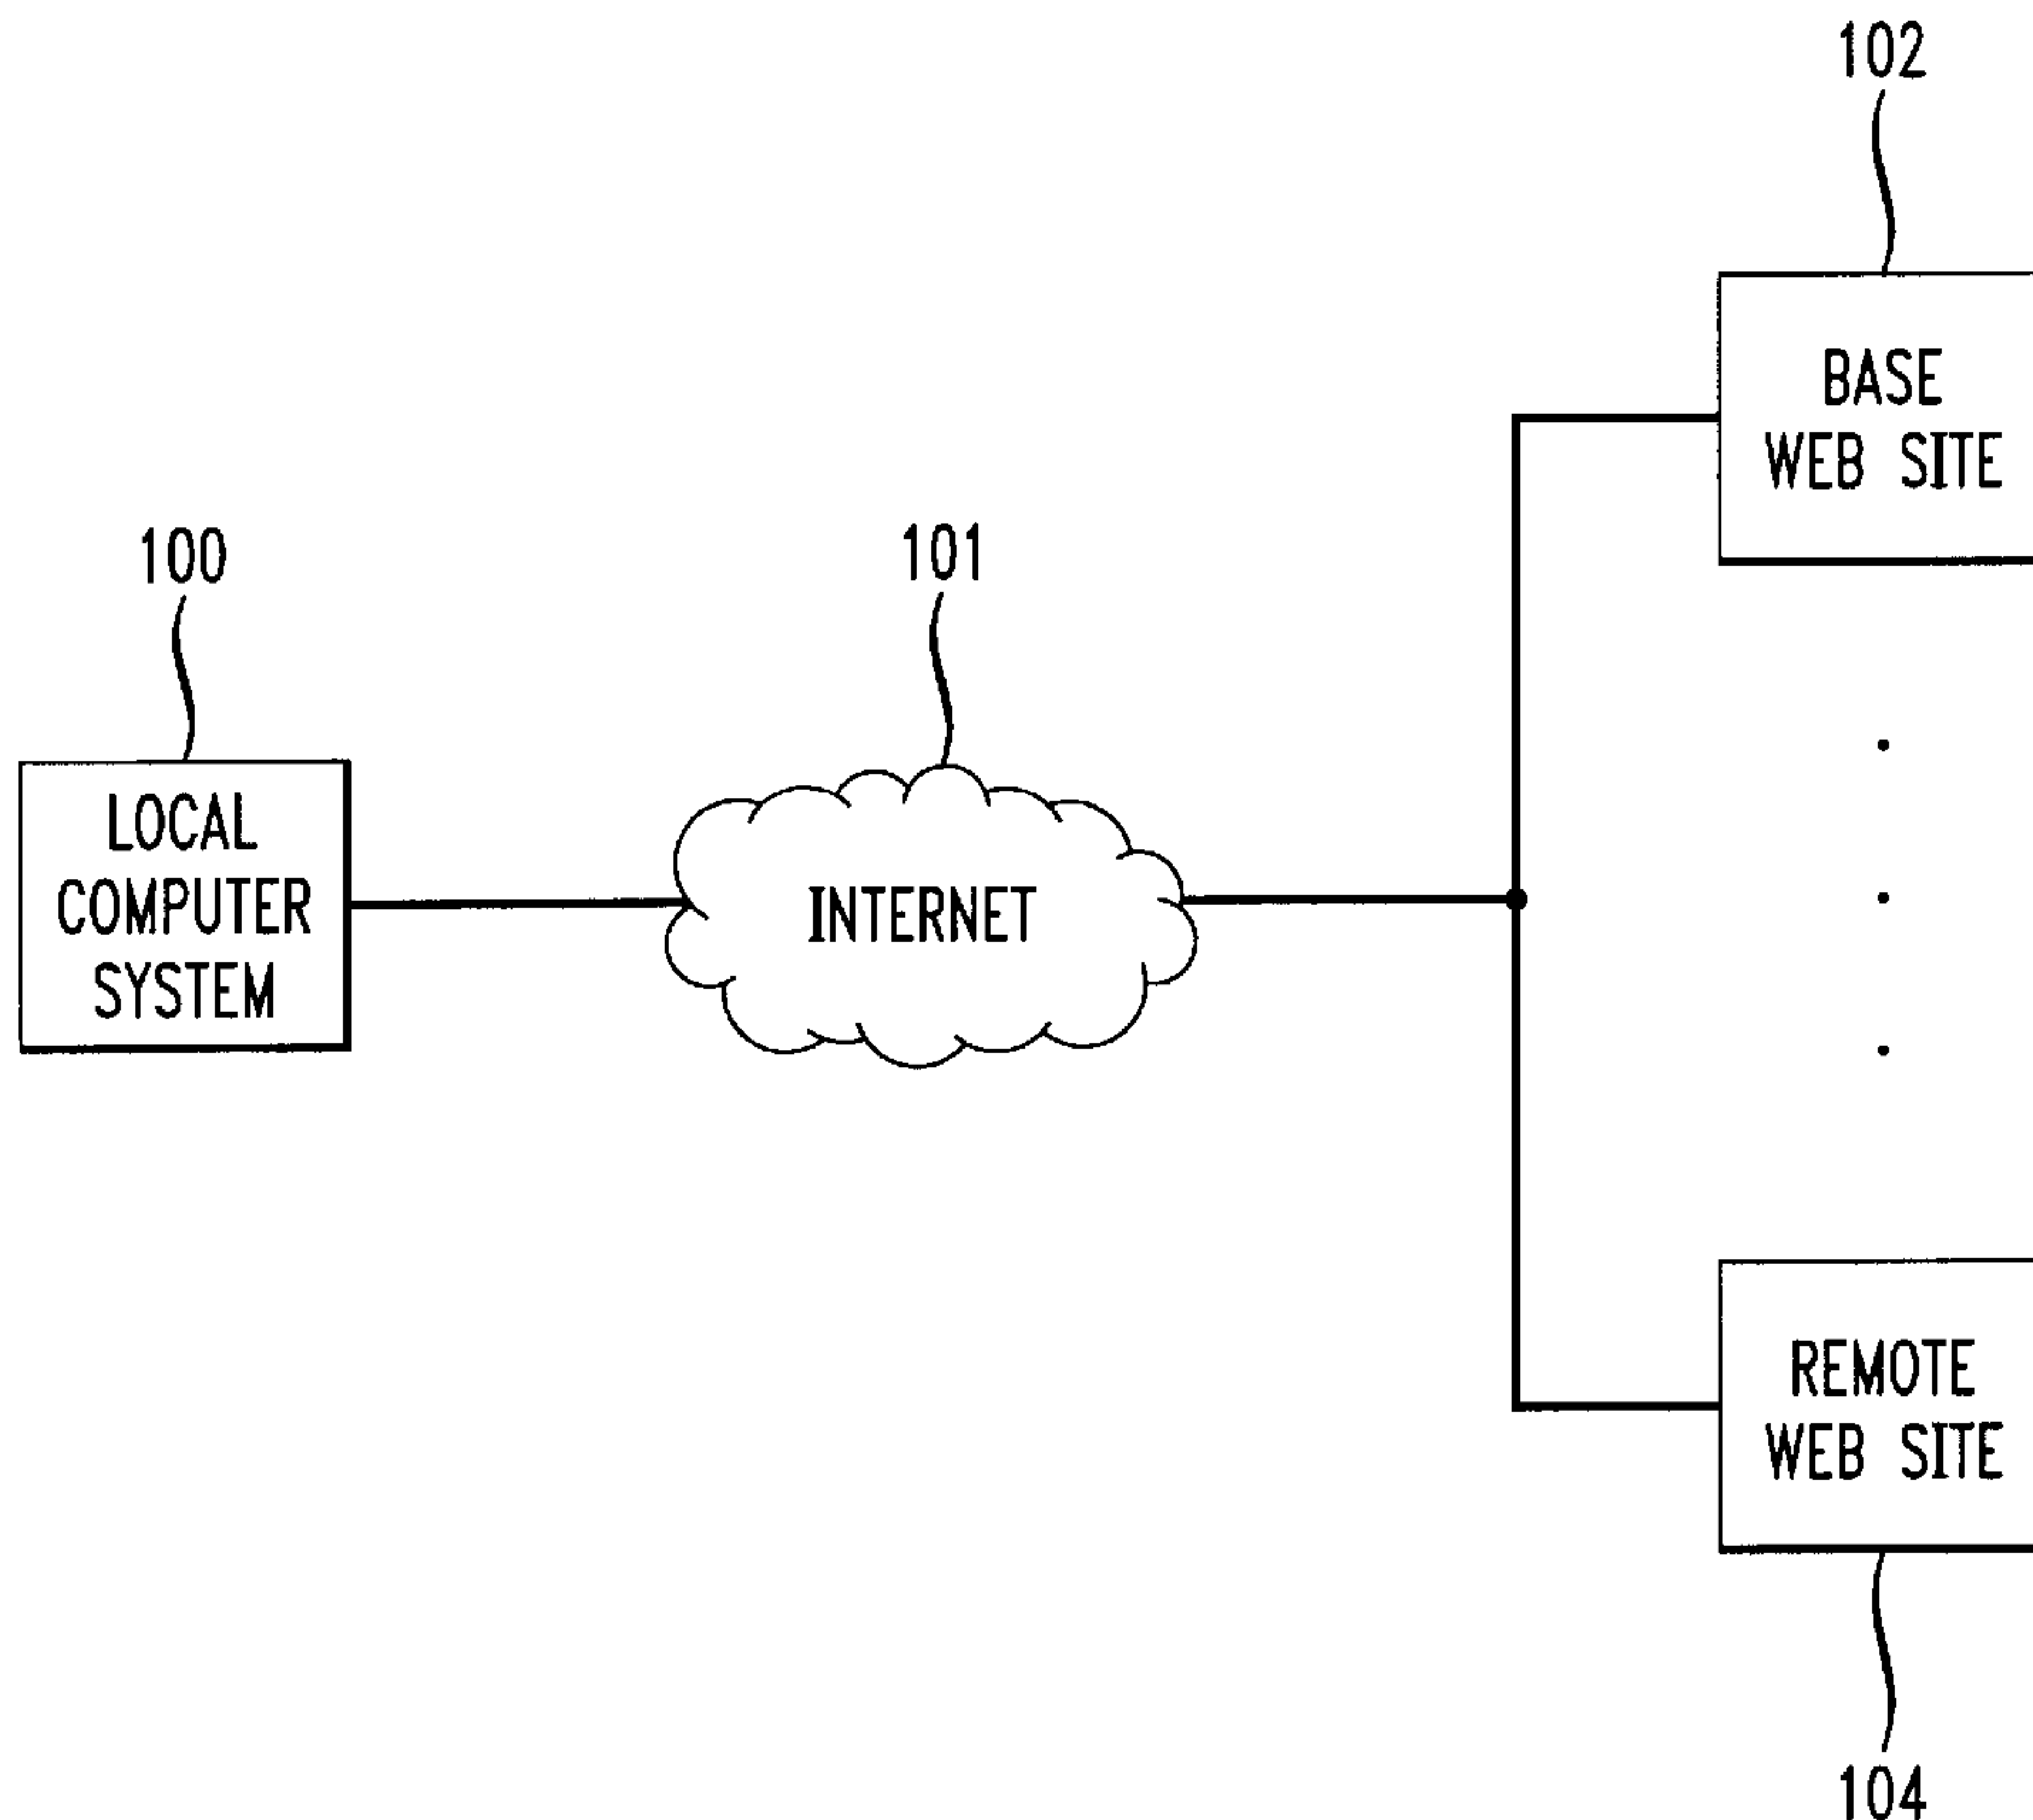 102
BASE
WEB SITE
100
101
LOCAL
COMPUTER
SYSTEM
INTERNET
REMOTE
WEB SITE
104